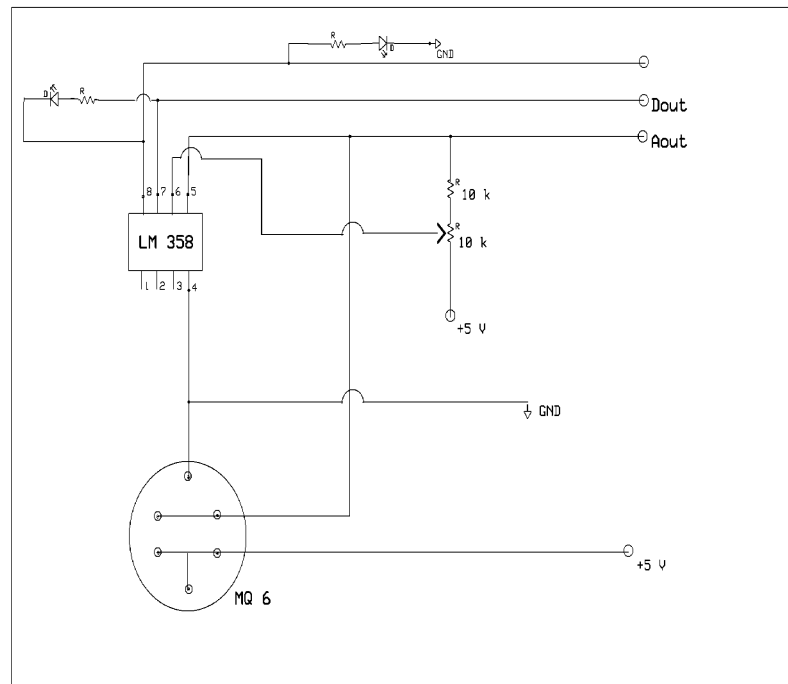 R
D
GND
D
R
Dout
Aout
8 7 6 5
R
10 k
LM 358
R
10 k
1 2 3 4
+5 V
GND
+5 V
MQ 6